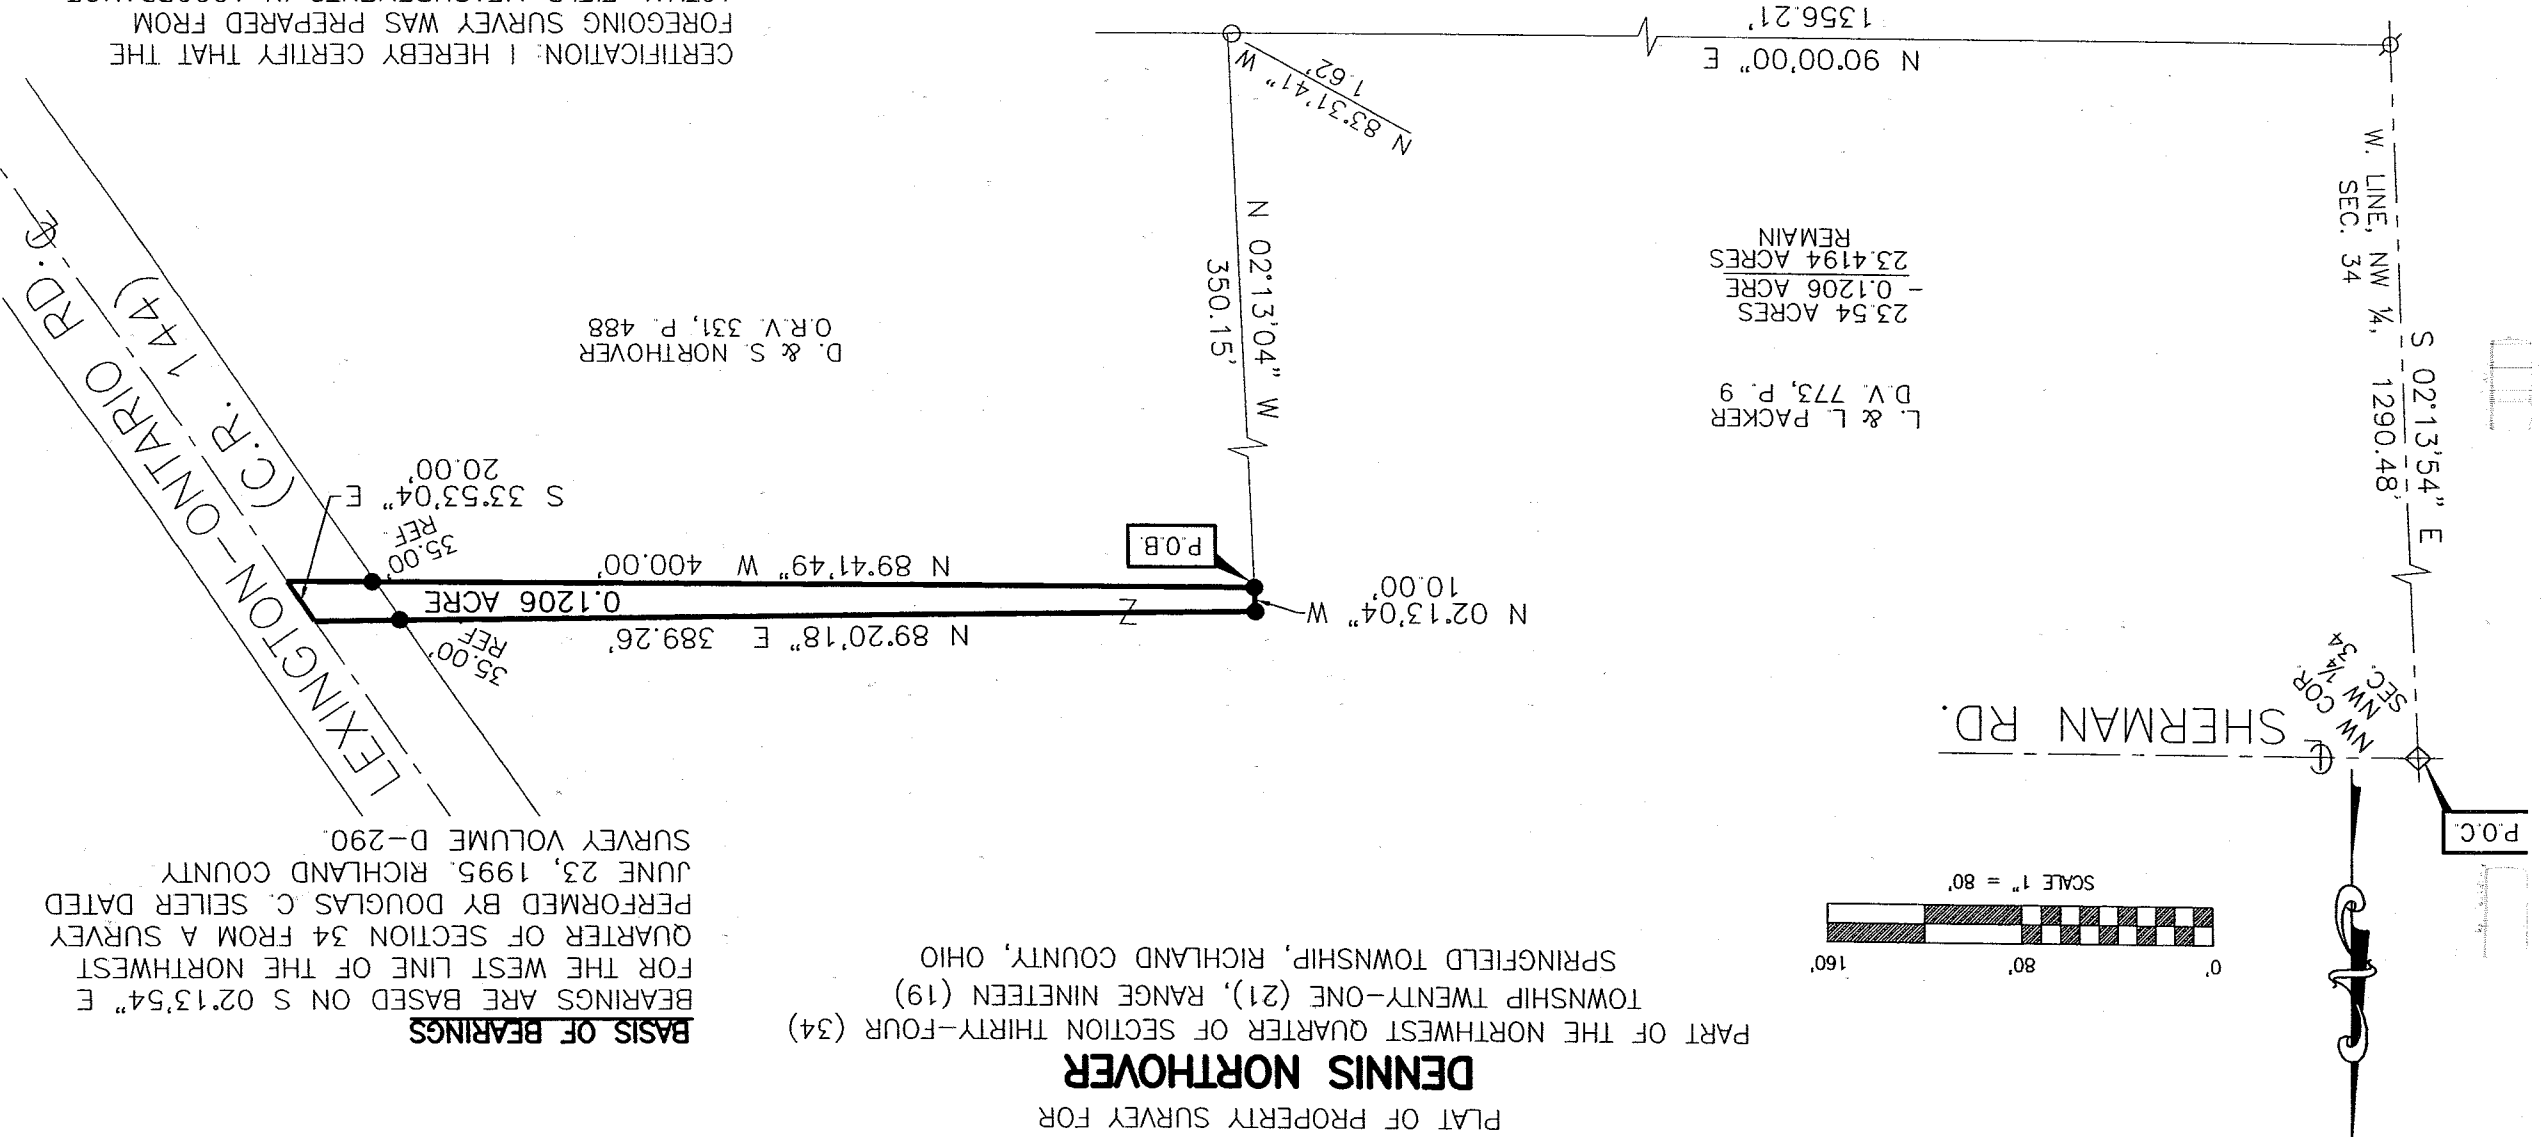 PLAT OF PROPERTY SURVEY FOR
DENNIS NORTHOVER
PART OF THE NORTHWEST QUARTER OF SECTION THIRTY-FOUR (34)
TOWNSHIP TWENTY-ONE (21), RANGE NINETEEN (19)
SPRINGFIELD TOWNSHIP, RICHLAND COUNTY, OHIO
BASIS OF BEARINGS
BEARINGS ARE BASED ON S 02°13'54" E
FOR THE WEST LINE OF THE NORTHWEST
QUARTER OF SECTION 34 FROM A SURVEY
PERFORMED BY DOUGLAS C. SEILER DATED
JUNE 23, 1995. RICHLAND COUNTY
SURVEY VOLUME D-290.
0' 80' 160'
SCALE 1" = 80'
P.O.C.
NW COR.
NW 1/4
SEC. 34
SHERMAN RD.
S 02°13'54" E
1290.48'
W. LINE, NW 1/4,
SEC. 34
N 02°13'04" W
10.00'
P.O.B.
N 89°20'18" E 389.26'
0.1206 ACRE
Z
N 89°41'49" W 400.00'
35.00'
REF.
35.00'
REF.
S 33°53'04" E
20.00'
LEXINGTON-ONTARIO RD.
(C.R. 144)
L. & L. PACKER
D.V. 773, P. 9
23.54 ACRES
- 0.1206 ACRE
23.4194 ACRES
REMAIN
D. & S. NORTHOVER
O.R.V. 331, P. 488
N 02°13'04" W
350.15'
N 83°31'41" W
1.62'
N 90°00'00" E
1356.21'
CERTIFICATION: I HEREBY CERTIFY THAT THE
FOREGOING SURVEY WAS PREPARED FROM